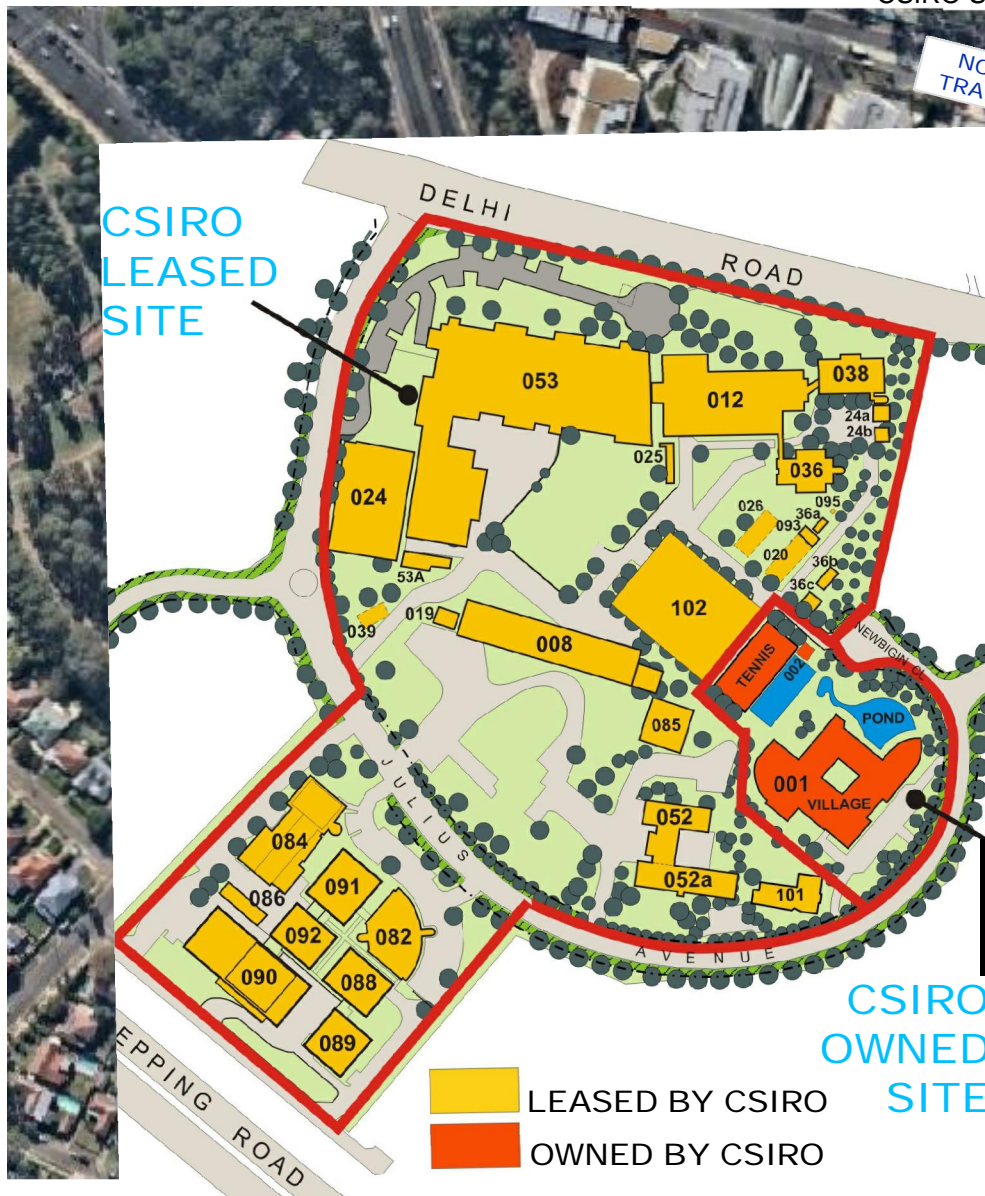 DELHI
ROAD
CSIRO
LEASED
SITE
053
012
038
24a
24b
025
036
024
095
026
36a
093
020
36b
36c
53A
102
019
039
008
NEWBIGIN CL
TENNIS
002
POND
085
001
VILLAGE
JULIUS
052
084
052a
091
101
086
082
092
AVENUE
090
088
CSIRO
OWNED
SITE
089
EPPING ROAD
LEASED BY CSIRO
OWNED BY CSIRO